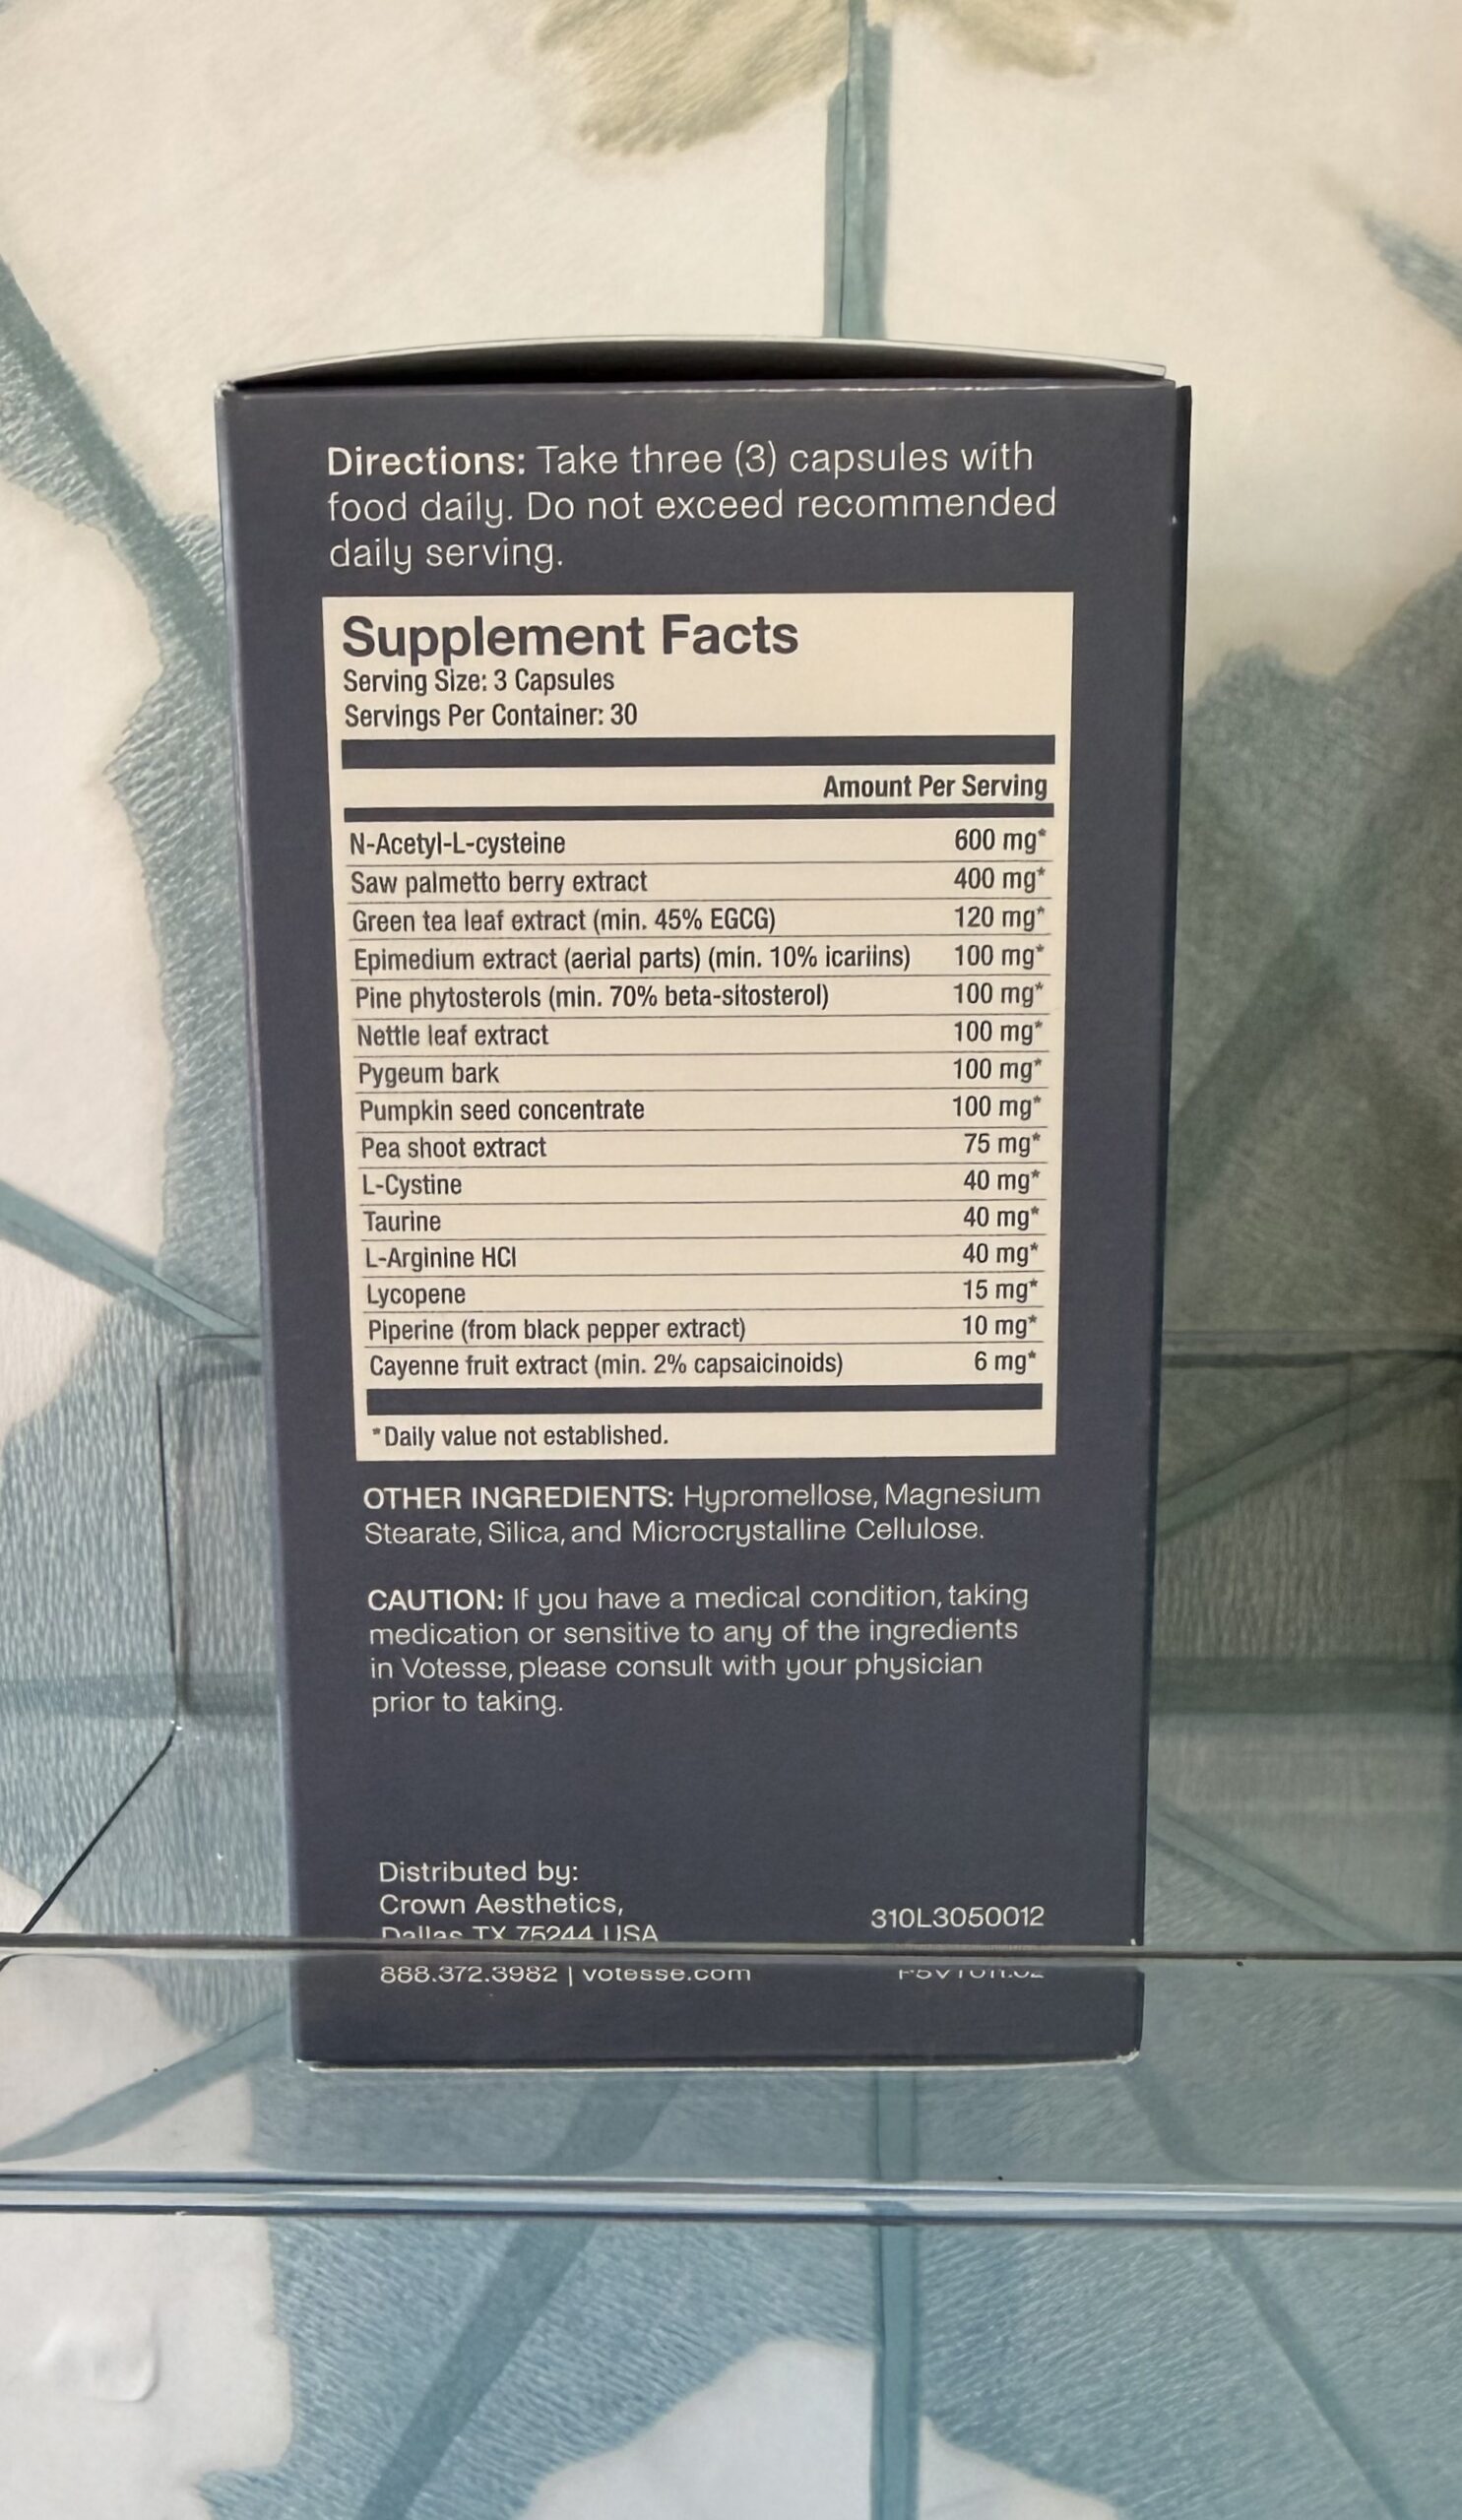 Directions: Take three (3) capsules with
food daily. Do not exceed recommended
daily serving.
Supplement Facts
Serving Size: 3 Capsules
Servings Per Container: 30
Amount Per Serving
N-Acetyl-L-cysteine 600 mg*
Saw palmetto berry extract 400 mg*
Green tea leaf extract (min. 45% EGCG) 120 mg*
Epimedium extract (aerial parts) (min. 10% icariins) 100 mg*
Pine phytosterols (min. 70% beta-sitosterol) 100 mg*
Nettle leaf extract 100 mg*
Pygeum bark 100 mg*
Pumpkin seed concentrate 100 mg*
Pea shoot extract 75 mg*
L-Cystine 40 mg*
Taurine 40 mg*
L-Arginine HCl 40 mg*
Lycopene 15 mg*
Piperine (from black pepper extract) 10 mg*
Cayenne fruit extract (min. 2% capsaicinoids) 6 mg*
*Daily value not established.
OTHER INGREDIENTS: Hypromellose, Magnesium
Stearate, Silica, and Microcrystalline Cellulose.
CAUTION: If you have a medical condition, taking
medication or sensitive to any of the ingredients
in Votesse, please consult with your physician
prior to taking.
Distributed by:
Crown Aesthetics,
Dallas TX 75244 USA
888.372.3982 | votesse.com
310L3050012